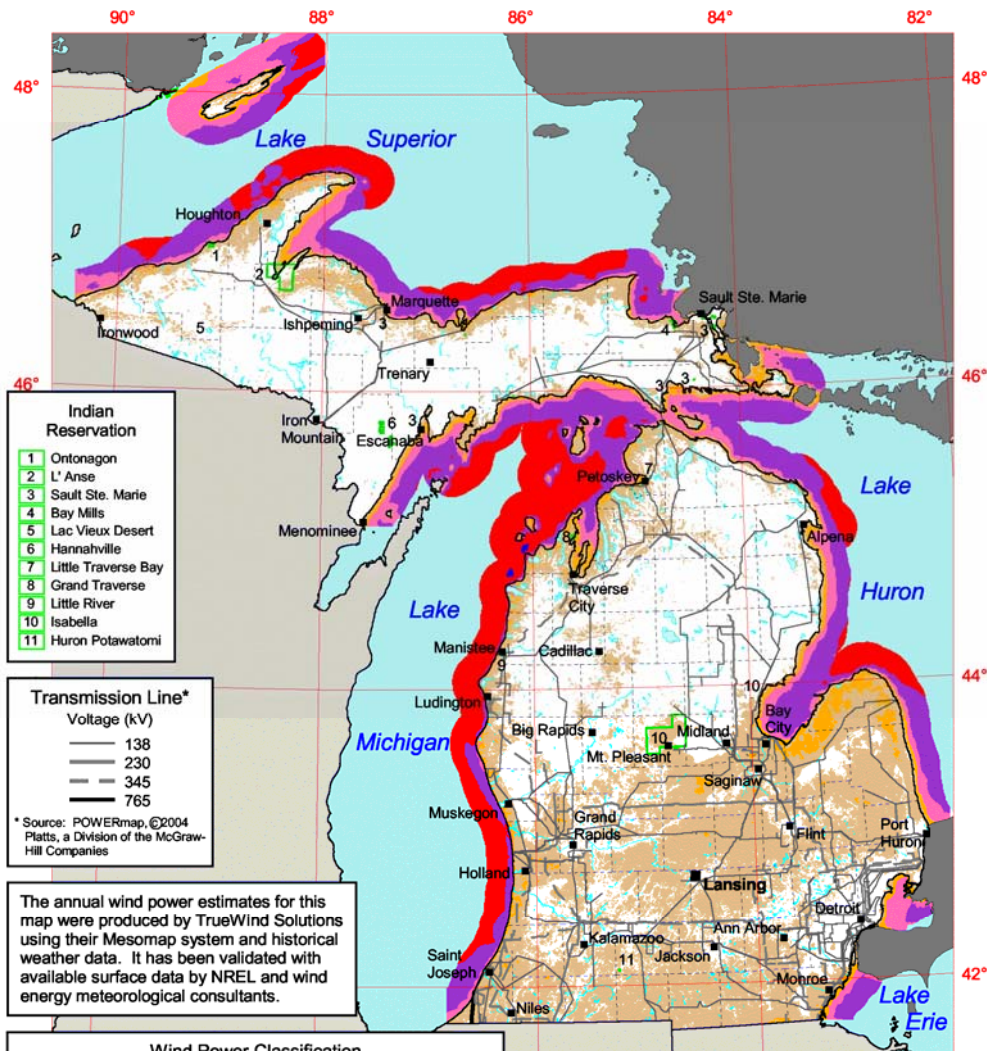 90°
88°
86°
84°
82°
48°
48°
Lake Superior
Houghton
1
2
Marquette
3
Ishpeming
Ironwood
5
Trenary
Sault Ste. Marie
4
3
3
3
46°
46°
Iron
Mountain
6
3
Escanaba
Menominee
Petoskey
7
8
Traverse
City
Alpena
Lake
Huron
Indian
Reservation
1 Ontonagon
2 L' Anse
3 Sault Ste. Marie
4 Bay Mills
5 Lac Vieux Desert
6 Hannahville
7 Little Traverse Bay
8 Grand Traverse
9 Little River
10 Isabella
11 Huron Potawatomi
Lake
Michigan
Manistee
9
Cadillac
Ludington
44°
10
Bay
City
Big Rapids
10
Mt. Pleasant
Midland
Saginaw
Muskegon
Grand
Rapids
Flint
Port
Huron
Holland
Lansing
Detroit
Ann Arbor
Kalamazoo
Jackson
11
Saint
Joseph
Niles
Monroe
42°
Lake
Erie
Transmission Line*
Voltage (kV)
138
230
345
765
* Source: POWERmap, ©2004
Platts, a Division of the McGraw-
Hill Companies
The annual wind power estimates for this
map were produced by TrueWind Solutions
using their Mesomap system and historical
weather data. It has been validated with
available surface data by NREL and wind
energy meteorological consultants.
Wind Power Classification